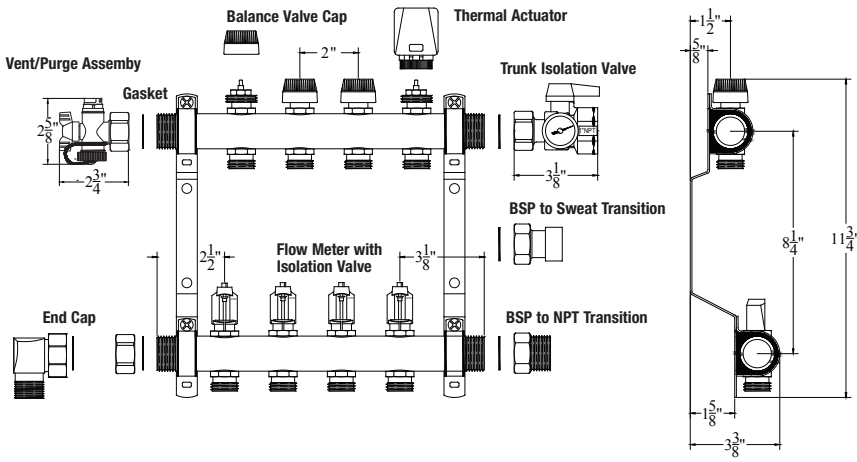 Balance Valve Cap
Thermal Actuator
1 1/2"
5/8"
2"
Vent/Purge Assemby
Gasket
Trunk Isolation Valve
2 5/8"
1"NPT
2 3/4"
3 1/8"
BSP to Sweat Transition
Flow Meter with
Isolation Valve
2 1/2"
3 1/8"
8 1/4"
11 3/4"
End Cap
BSP to NPT Transition
1 5/8"
3 3/8"